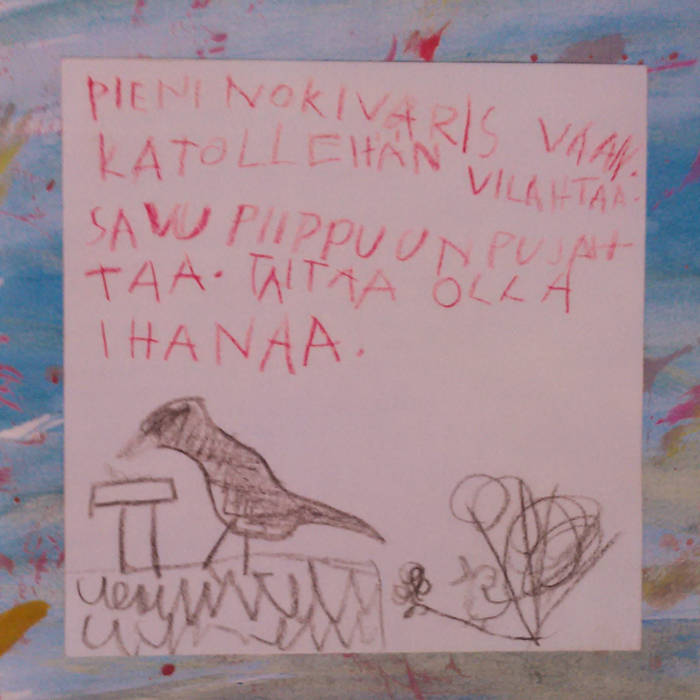 PIENI NOKIVARIS VAAN.
KATOLLEHAN VILAHTAA.
SAVU PIIPPUUN PUJAH
TAA. TAITAA OLLA
IHANAA.